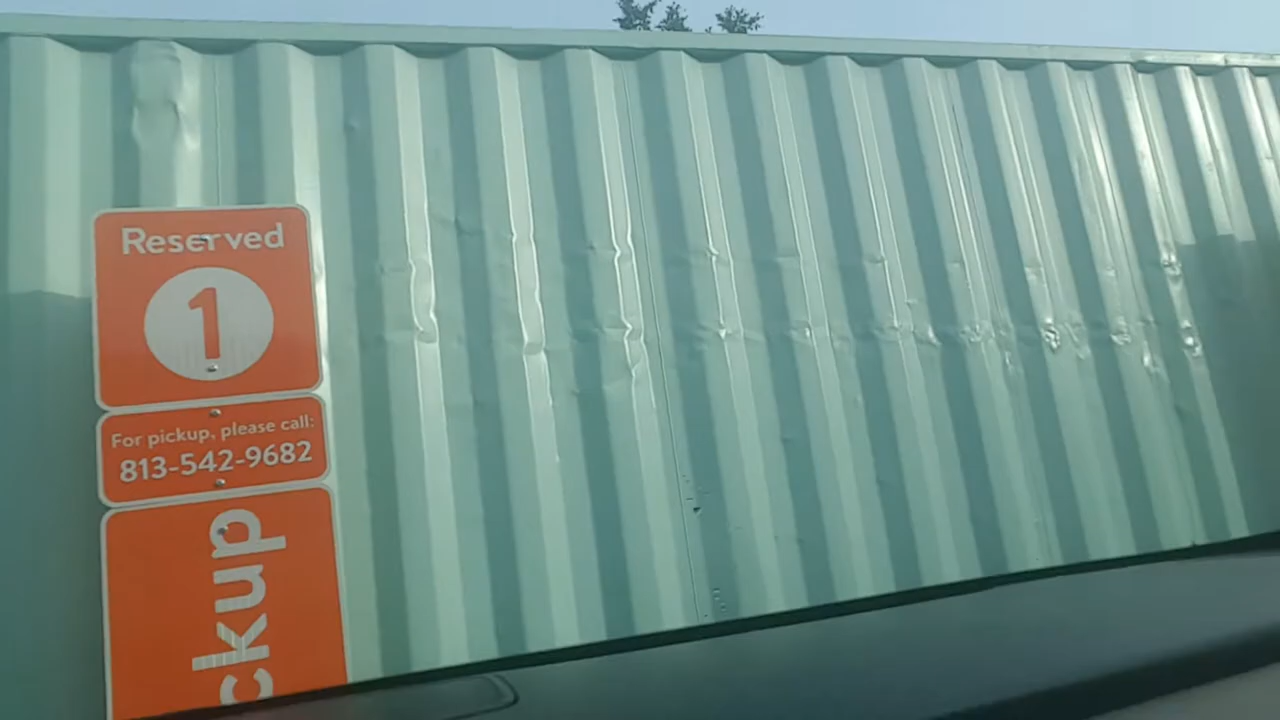 Reserved
1
For pickup, please call:
813-542-9682
ckup